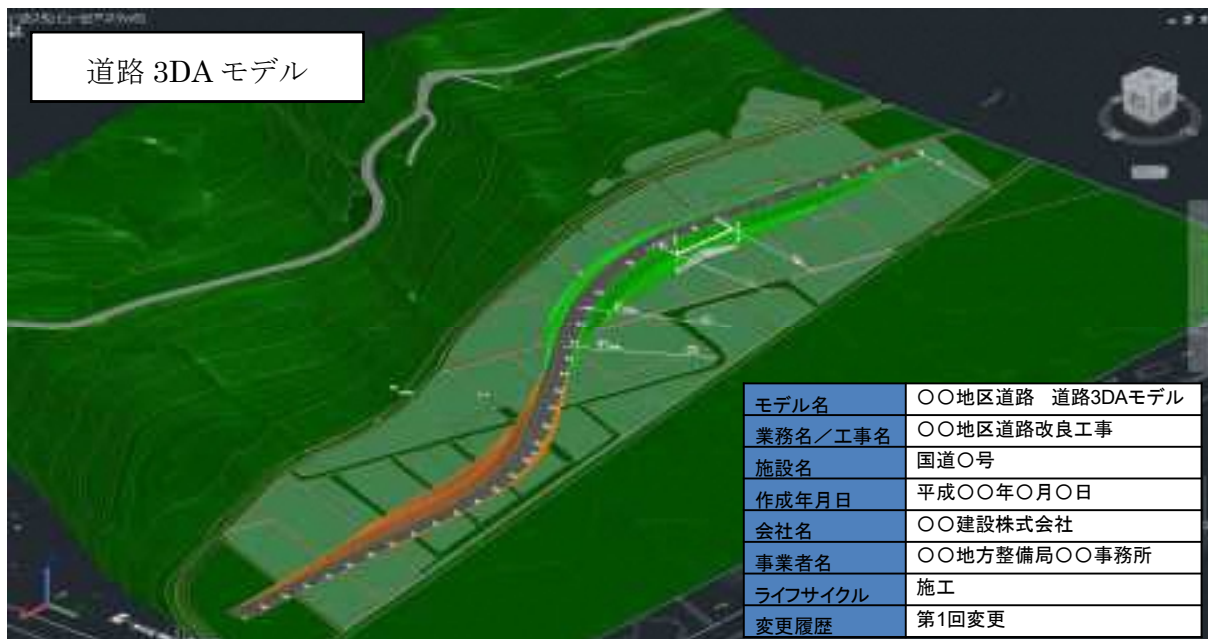 道路 3DA モデル
モデル名 〇〇地区道路 道路3DAモデル
業務名／工事名 〇〇地区道路改良工事
施設名 国道〇号
作成年月日 平成〇〇年〇月〇日
会社名 〇〇建設株式会社
事業者名 〇〇地方整備局〇〇事務所
ライフサイクル 施工
変更履歴 第1回変更